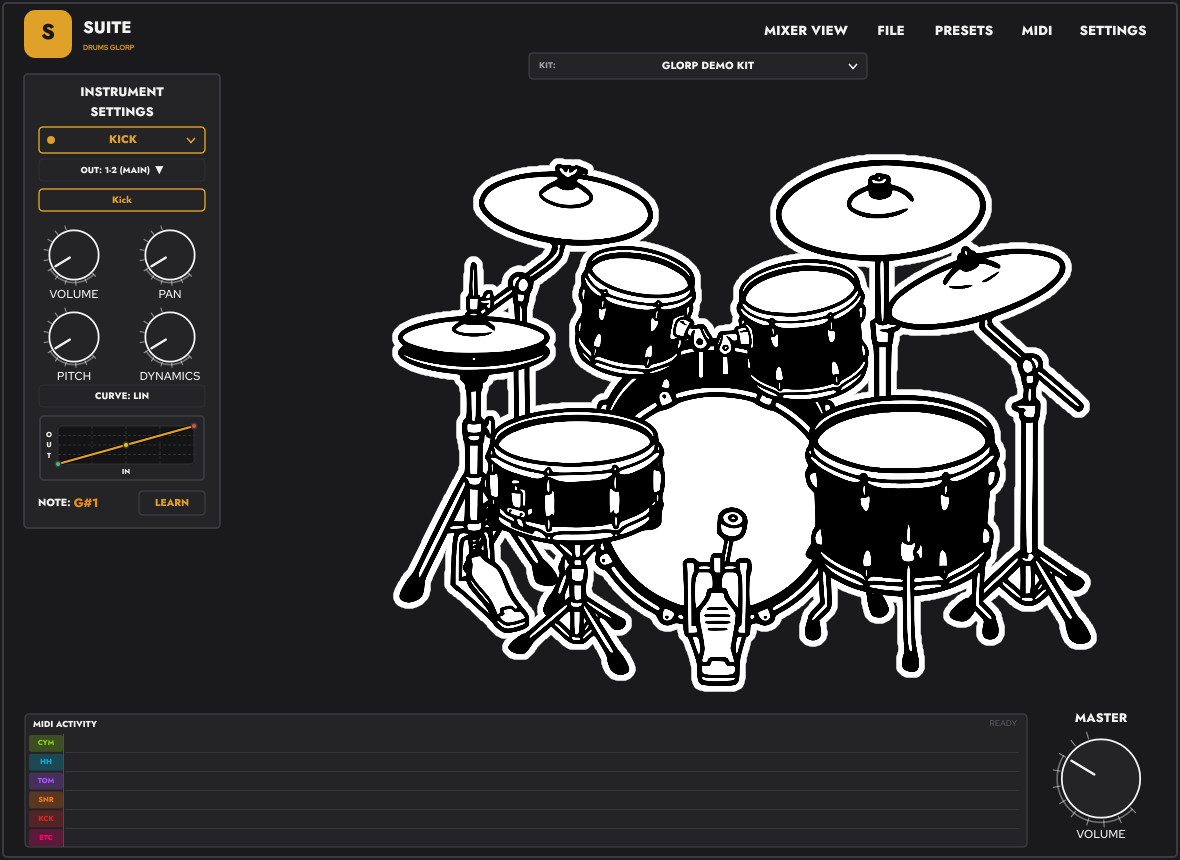 S
SUITE
DRUMS GLORP
MIXER VIEW
FILE
PRESETS
MIDI
SETTINGS
KIT:
GLORP DEMO KIT
INSTRUMENT
SETTINGS
KICK
OUT: 1-2 (MAIN) ▼
Kick
VOLUME
PAN
PITCH
DYNAMICS
CURVE: LIN
OUT
IN
NOTE: G#1
LEARN
MIDI ACTIVITY
READY
CYM
HH
TOM
SNR
KCK
ETC
MASTER
VOLUME